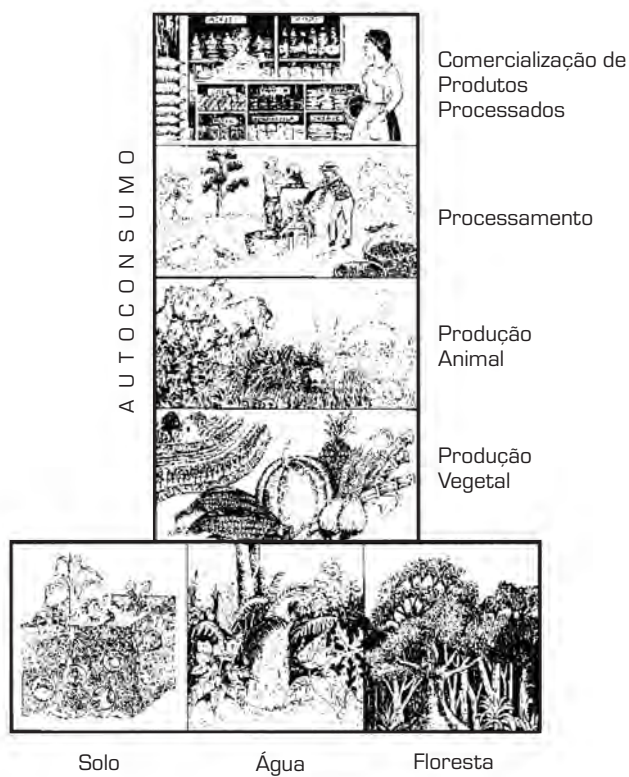 Comercialização de
Produtos
Processados
AUTOCONSUMO
Processamento
Produção
Animal
Produção
Vegetal
Solo
Água
Floresta